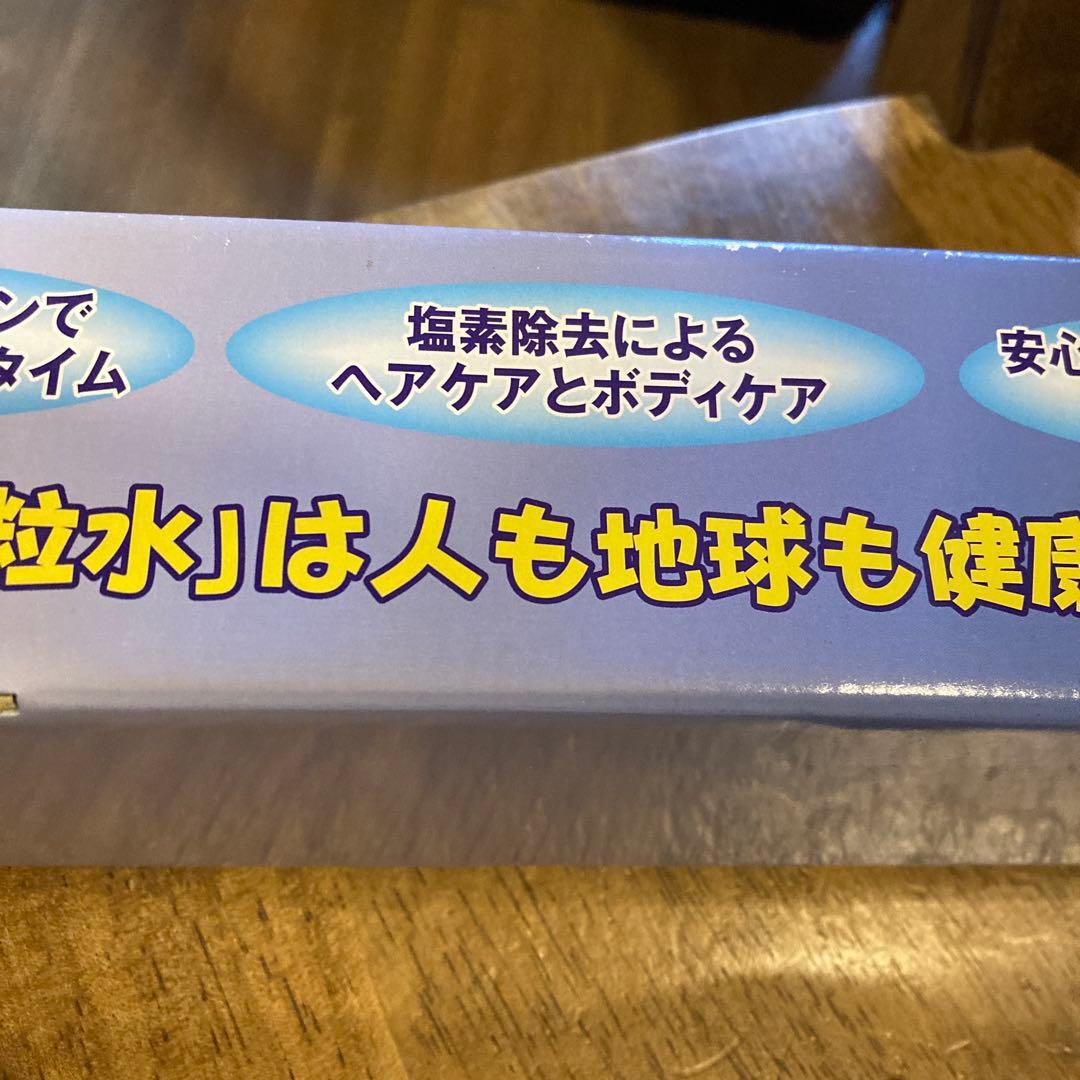 ンで
タイム
塩素除去による
ヘアケアとボディケア
安心
粒水」は人も地球も健康